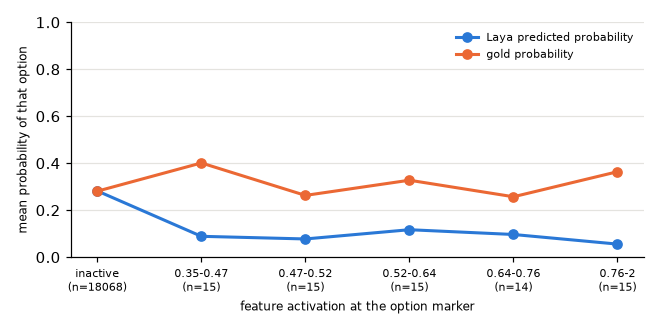 mean probability of that option
1.0
0.8
0.6
0.4
0.2
0.0
Laya predicted probability
gold probability
inactive
(n=18068)
0.35-0.47
(n=15)
0.47-0.52
(n=15)
0.52-0.64
(n=15)
0.64-0.76
(n=14)
0.76-2
(n=15)
feature activation at the option marker